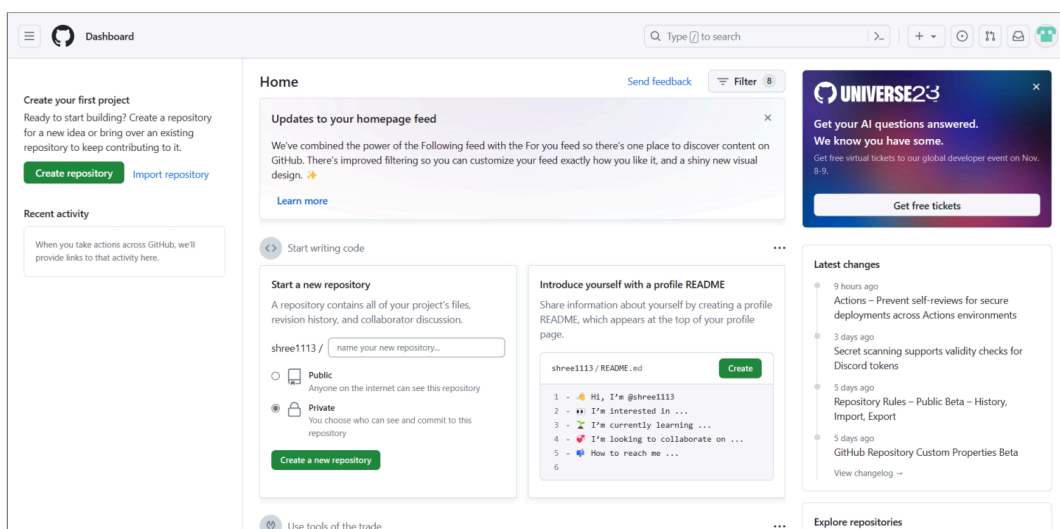 Dashboard
Type / to search
Create your first project
Ready to start building? Create a repository
for a new idea or bring over an existing
repository to keep contributing to it.
Create repository
Import repository
Recent activity
When you take actions across GitHub, we'll
provide links to that activity here.
Home
Send feedback
Filter 8
Updates to your homepage feed
We've combined the power of the Following feed with the For you feed so there's one place to discover content on
GitHub. There's improved filtering so you can customize your feed exactly how you like it, and a shiny new visual
design. ✨
Learn more
Start writing code
Start a new repository
A repository contains all of your project's files,
revision history, and collaborator discussion.
shree1113 / name your new repository...
Public
Anyone on the internet can see this repository
Private
You choose who can see and commit to this
repository
Create a new repository
Introduce yourself with a profile README
Share information about yourself by creating a profile
README, which appears at the top of your profile
page.
shree1113 / README.md
Create
1 - 👋 Hi, I'm @shree1113
2 - 👀 I'm interested in ...
3 - 🌱 I'm currently learning ...
4 - 💞️ I'm looking to collaborate on ...
5 - 📫 How to reach me ...
6
Use tools of the trade
UNIVERSE23
Get your AI questions answered.
We know you have some.
Get free virtual tickets to our global developer event on Nov.
8-9.
Get free tickets
Latest changes
9 hours ago
Actions – Prevent self-reviews for secure
deployments across Actions environments
3 days ago
Secret scanning supports validity checks for
Discord tokens
5 days ago
Repository Rules – Public Beta – History,
Import, Export
5 days ago
GitHub Repository Custom Properties Beta
View changelog →
Explore repositories